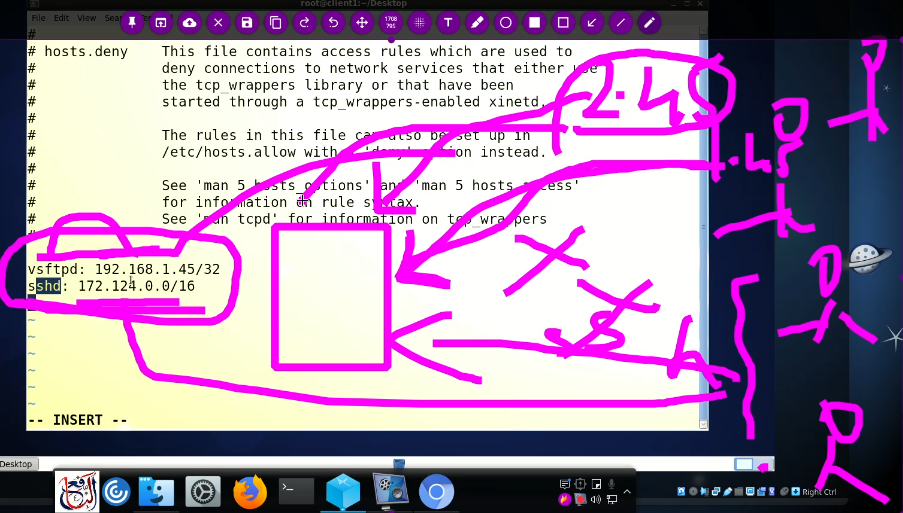 root@client1:~/Desktop
File Edit View Sear
1708
795
T
#
# hosts.deny This file contains access rules which are used to
# deny connections to network services that either use
# the tcp_wrappers library or that have been
# started through a tcp_wrappers-enabled xinetd.
#
# The rules in this file can also be set up in
# /etc/hosts.allow with a 'deny' option instead.
#
# See 'man 5 hosts_options' and 'man 5 hosts_access'
# for information on rule syntax.
# See 'man tcpd' for information on tcp_wrappers
#
vsftpd: 192.168.1.45/32
sshd: 172.124.0.0/16
~
~
~
~
~
~
-- INSERT --
2.45
1.48
ssh
Desktop
Right Ctrl